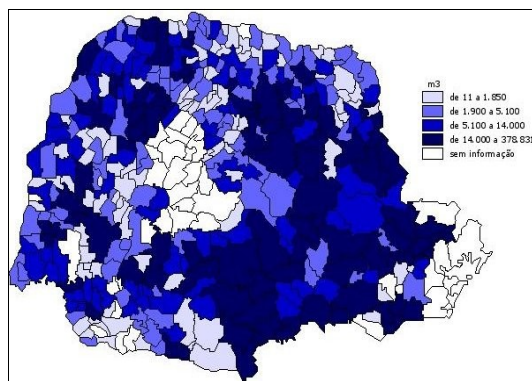 m3
de 11 a 1.850
de 1.900 a 5.100
de 5.100 a 14.000
de 14.000 a 378.831
sem informação